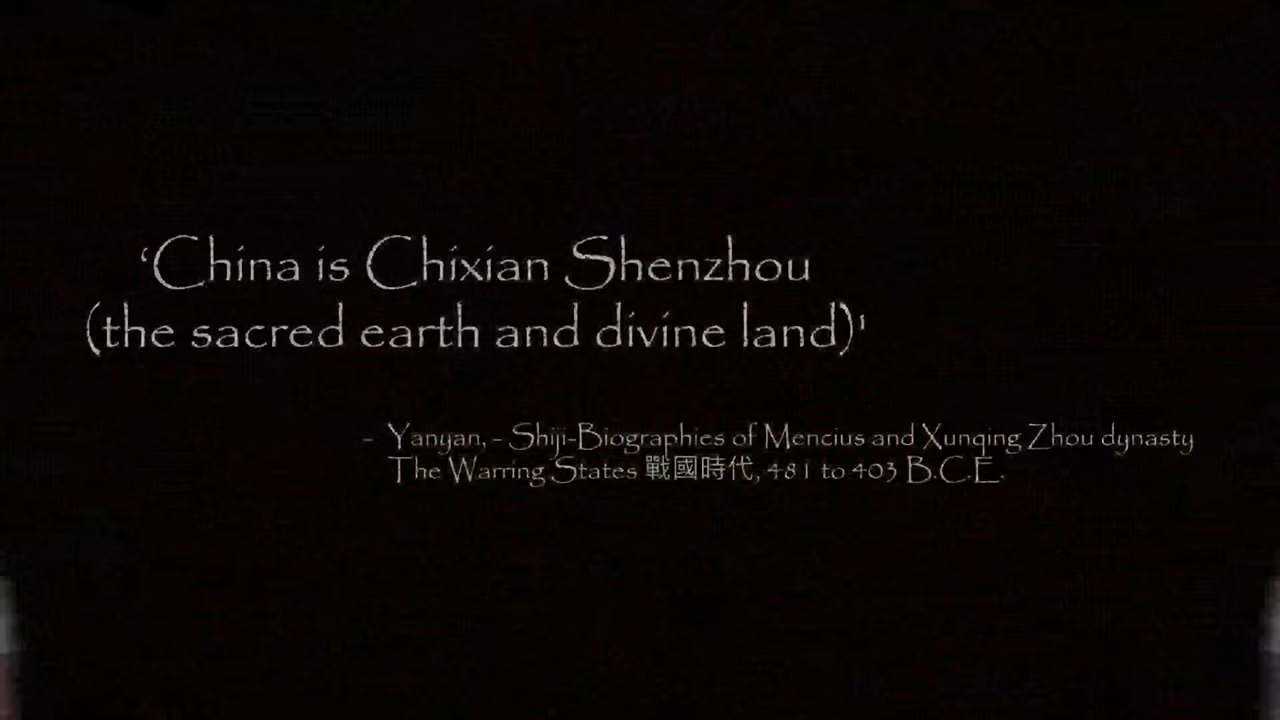 ‘China is Chixian Shenzhou
(the sacred earth and divine land)'
- Yanyan, - Shiji-Biographies of Mencius and Xunqing Zhou dynasty
The Warring States 戰國時代, 481 to 403 B.C.E.